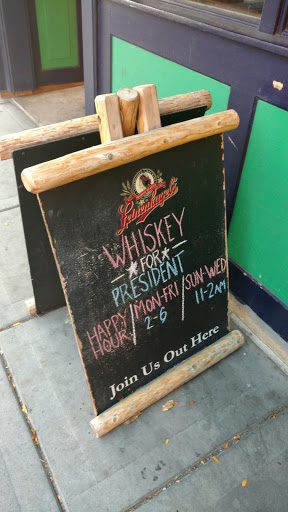 Leinenkugel's
WHISKEY
FOR
PRESIDENT
HAPPY HOUR / MON-FRI 2-6 / SUN-WED 11-2AM
Join Us Out Here